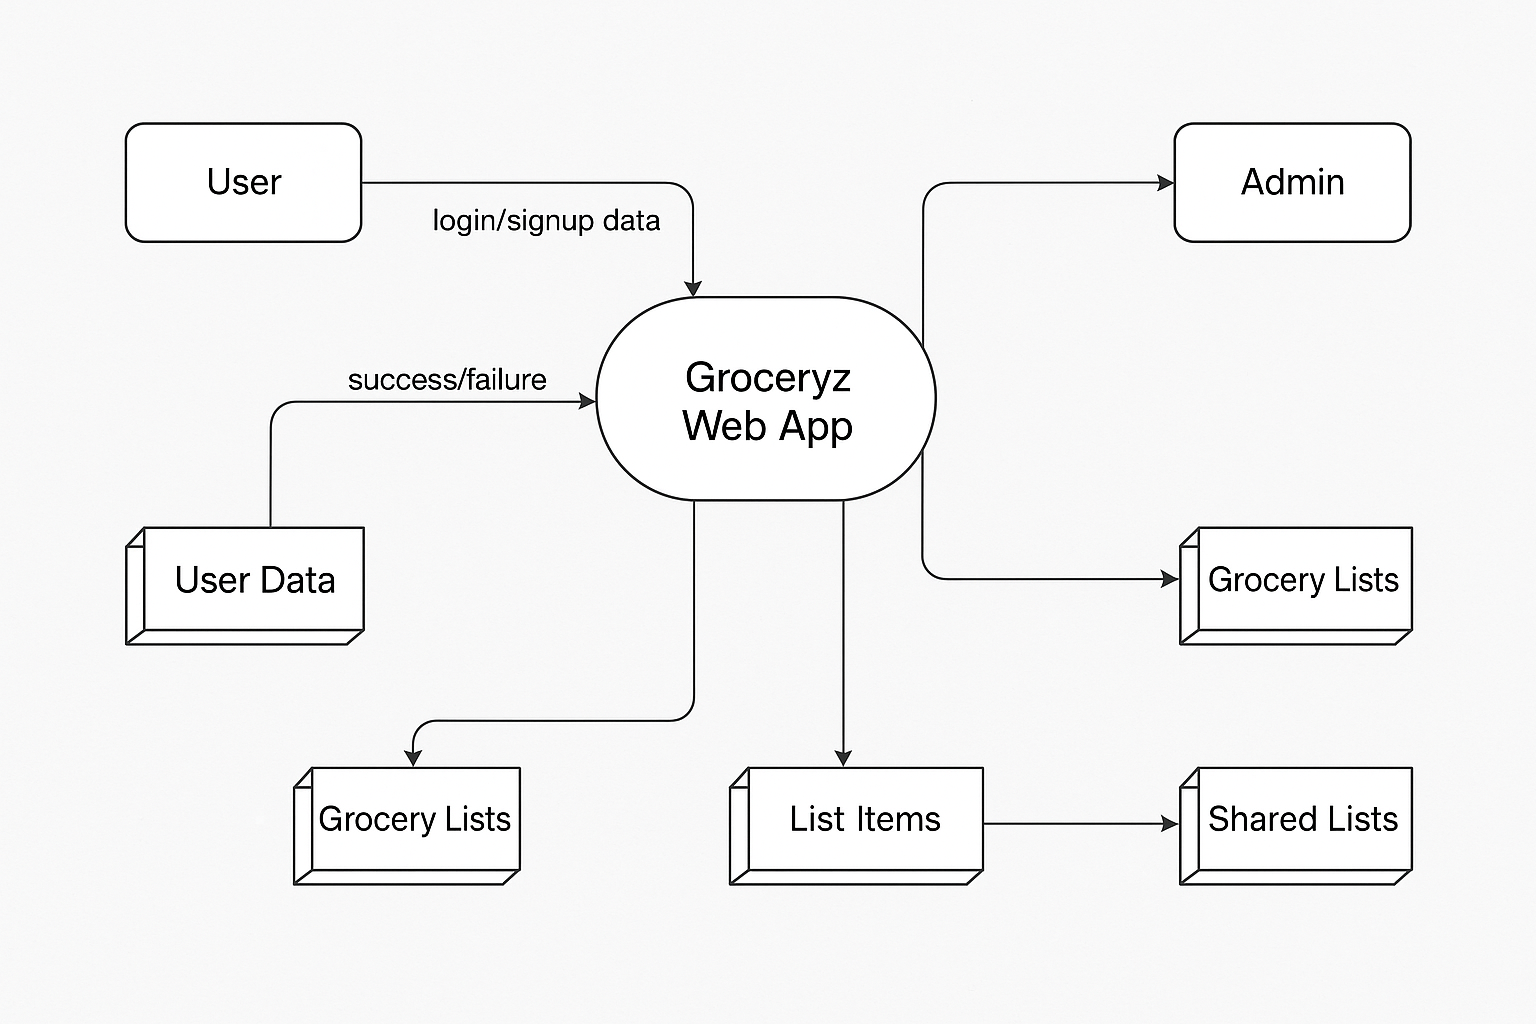 User
Admin
login/signup data
success/failure
Groceryz
Web App
User Data
Grocery Lists
Grocery Lists
List Items
Shared Lists